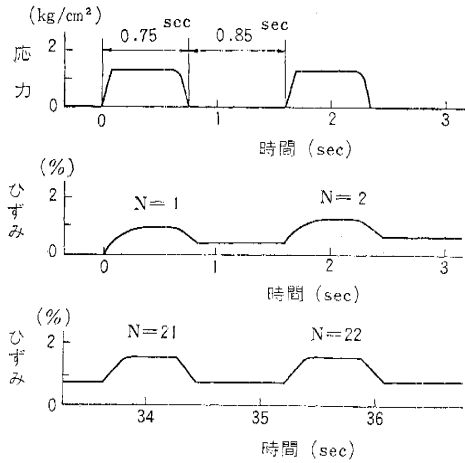 (kg/cm²)
応力
2
1
0
0.75 sec
0.85 sec
0 1 2 3
時間 (sec)
(%)
ひずみ
2
0
N=1
N=2
0 1 2 3
時間 (sec)
(%)
ひずみ
2
0
N=21
N=22
34 35 36
時間 (sec)